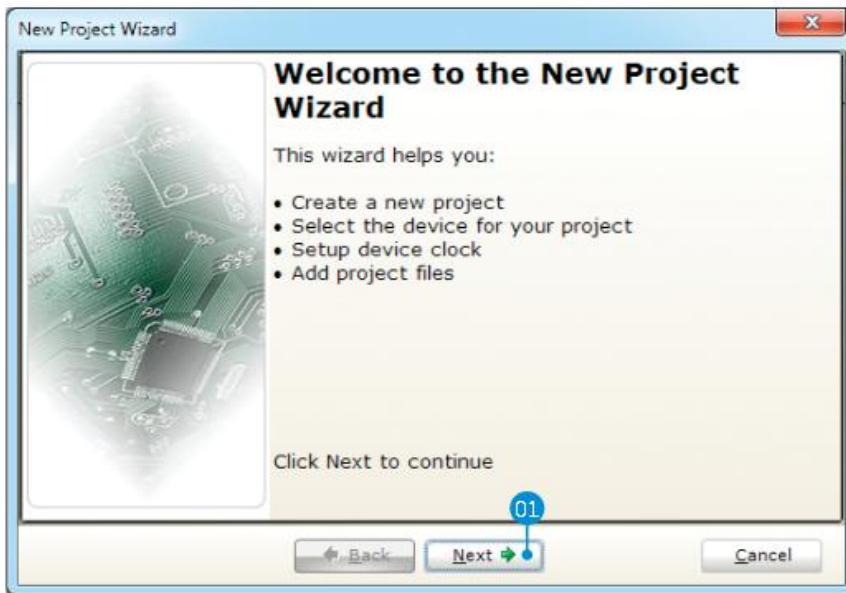 New Project Wizard
Welcome to the New Project
Wizard
This wizard helps you:
• Create a new project
• Select the device for your project
• Setup device clock
• Add project files
Click Next to continue
01
Back
Next
Cancel